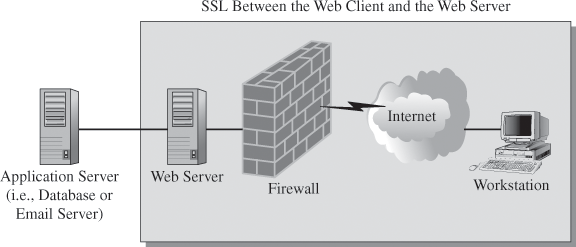 SSL Between the Web Client and the Web Server
Internet
Application Server
(i.e., Database or
Email Server)
Web Server
Firewall
Workstation